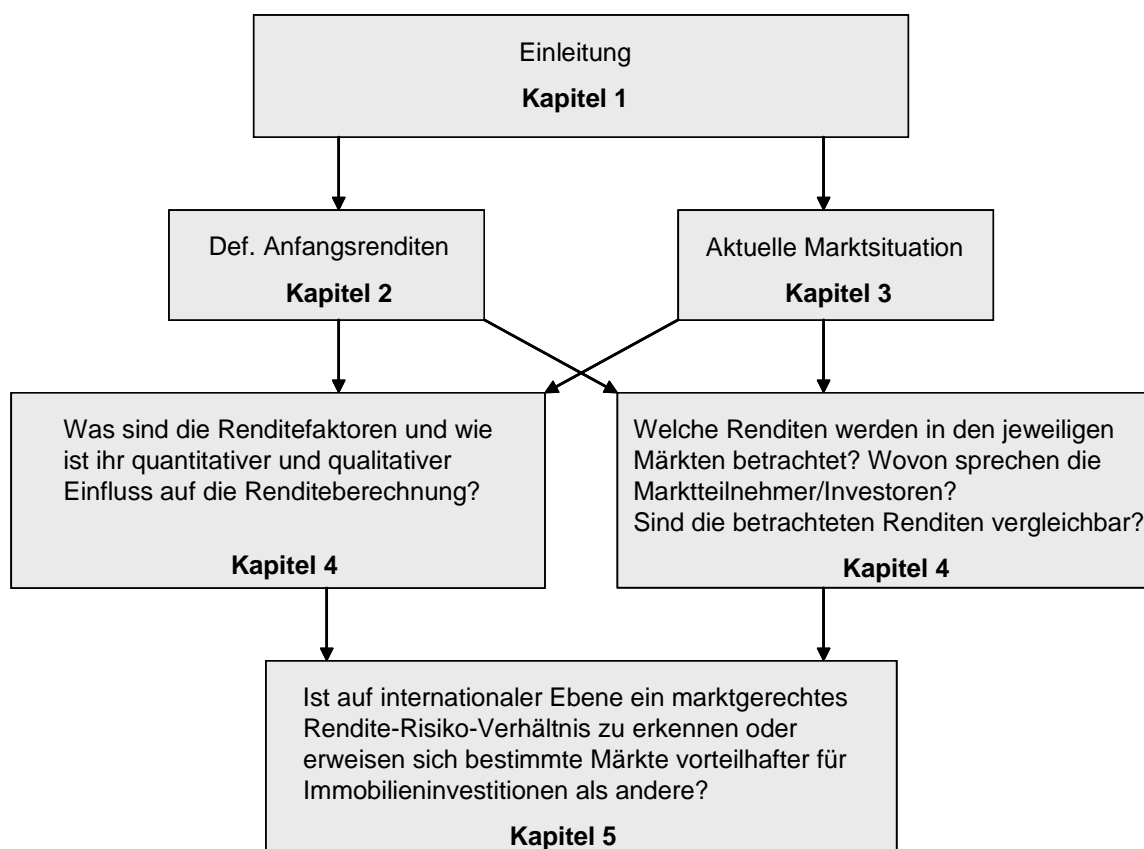 Einleitung
Kapitel 1
Def. Anfangsrenditen
Kapitel 2
Aktuelle Marktsituation
Kapitel 3
Was sind die Renditefaktoren und wie
ist ihr quantitativer und qualitativer
Einfluss auf die Renditeberechnung?
Kapitel 4
Welche Renditen werden in den jeweiligen
Märkten betrachtet? Wovon sprechen die
Marktteilnehmer/Investoren?
Sind die betrachteten Renditen vergleichbar?
Kapitel 4
Ist auf internationaler Ebene ein marktgerechtes
Rendite-Risiko-Verhältnis zu erkennen oder
erweisen sich bestimmte Märkte vorteilhafter für
Immobilieninvestitionen als andere?
Kapitel 5